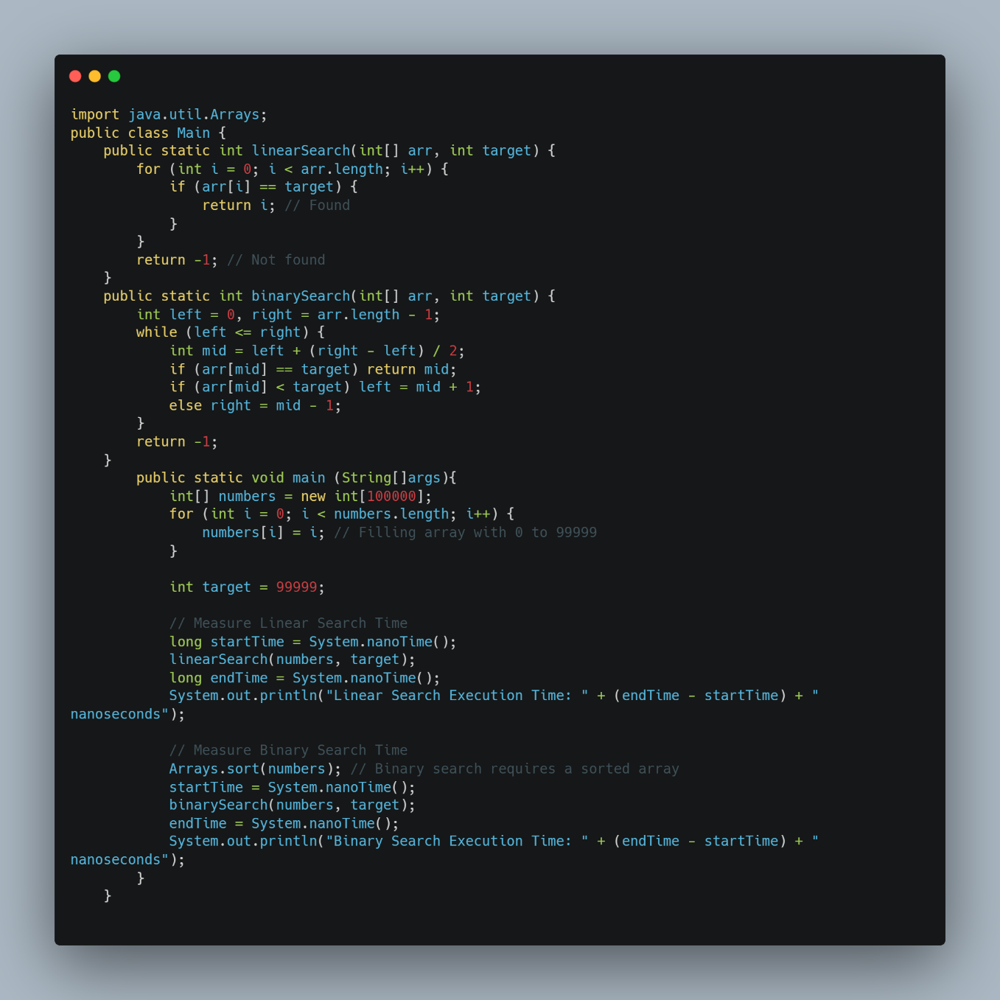 import java.util.Arrays;
public class Main {
    public static int linearSearch(int[] arr, int target) {
        for (int i = 0; i < arr.length; i++) {
            if (arr[i] == target) {
                return i; // Found
            }
        }
        return -1; // Not found
    }
    public static int binarySearch(int[] arr, int target) {
        int left = 0, right = arr.length - 1;
        while (left <= right) {
            int mid = left + (right - left) / 2;
            if (arr[mid] == target) return mid;
            if (arr[mid] < target) left = mid + 1;
            else right = mid - 1;
        }
        return -1;
    }
        public static void main (String[]args){
            int[] numbers = new int[100000];
            for (int i = 0; i < numbers.length; i++) {
                numbers[i] = i; // Filling array with 0 to 99999
            }

            int target = 99999;

            // Measure Linear Search Time
            long startTime = System.nanoTime();
            linearSearch(numbers, target);
            long endTime = System.nanoTime();
            System.out.println("Linear Search Execution Time: " + (endTime - startTime) + "
nanoseconds");

            // Measure Binary Search Time
            Arrays.sort(numbers); // Binary search requires a sorted array
            startTime = System.nanoTime();
            binarySearch(numbers, target);
            endTime = System.nanoTime();
            System.out.println("Binary Search Execution Time: " + (endTime - startTime) + "
nanoseconds");
        }
    }